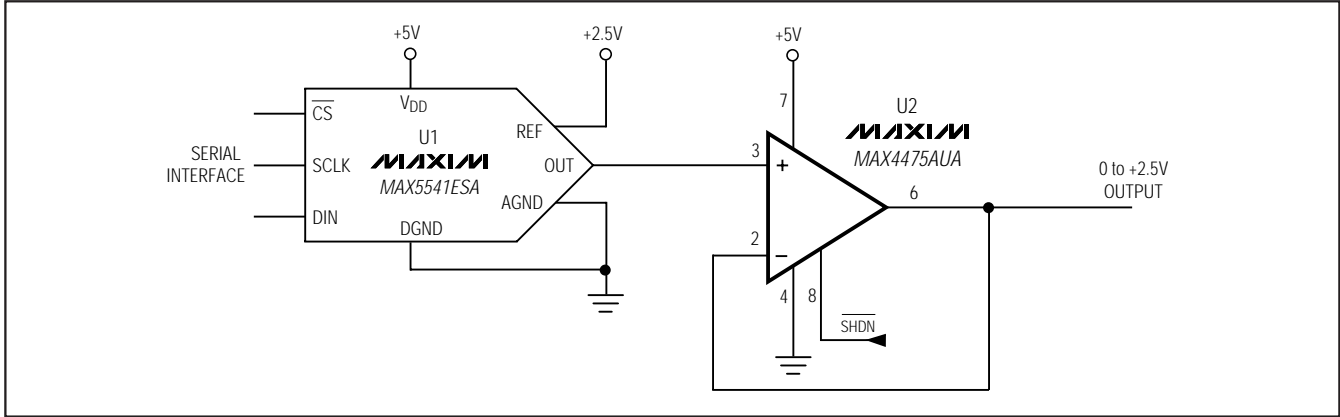 +5V
+2.5V
+5V
CS
VDD
7
U2
MAXIM
MAX4475AUA
U1
MAXIM
MAX5541ESA
REF
SERIAL
INTERFACE
SCLK
OUT
3
+
0 to +2.5V
OUTPUT
6
AGND
DIN
DGND
2
−
4
8
SHDN